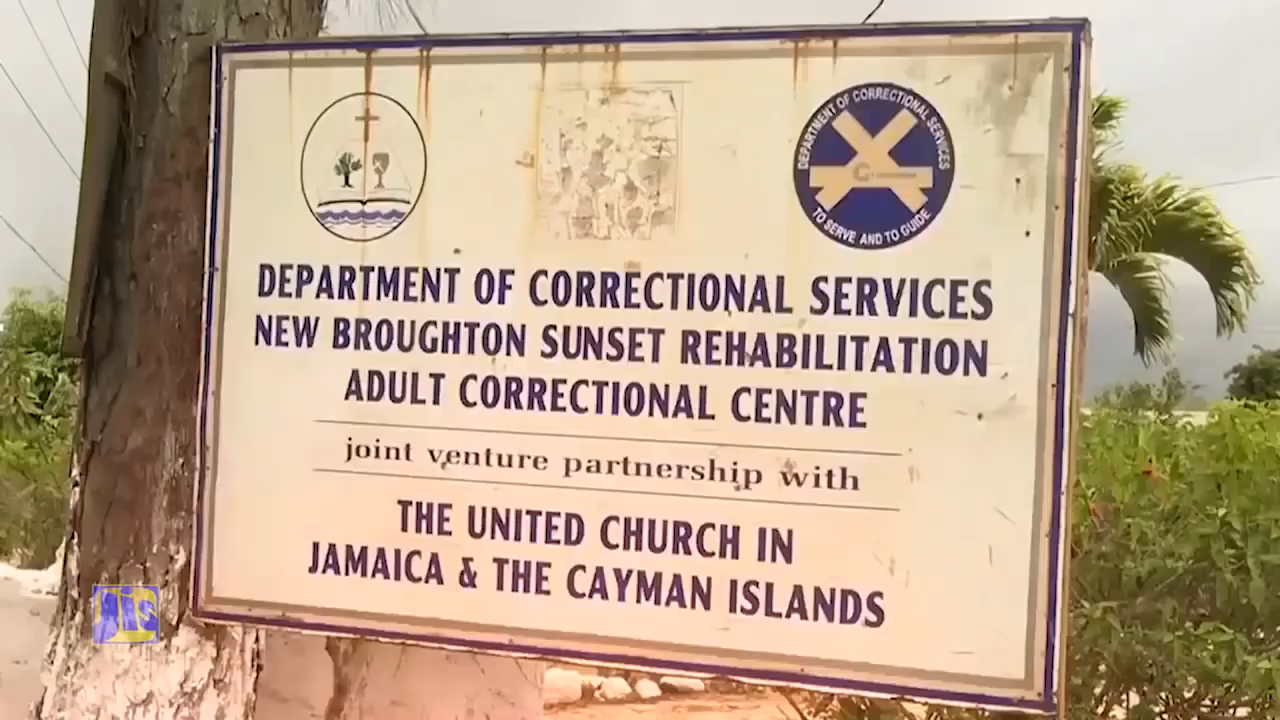 DEPARTMENT OF CORRECTIONAL SERVICES
TO SERVE AND TO GUIDE
DEPARTMENT OF CORRECTIONAL SERVICES
NEW BROUGHTON SUNSET REHABILITATION
ADULT CORRECTIONAL CENTRE
joint venture partnership with
THE UNITED CHURCH IN
JAMAICA & THE CAYMAN ISLANDS
JIS